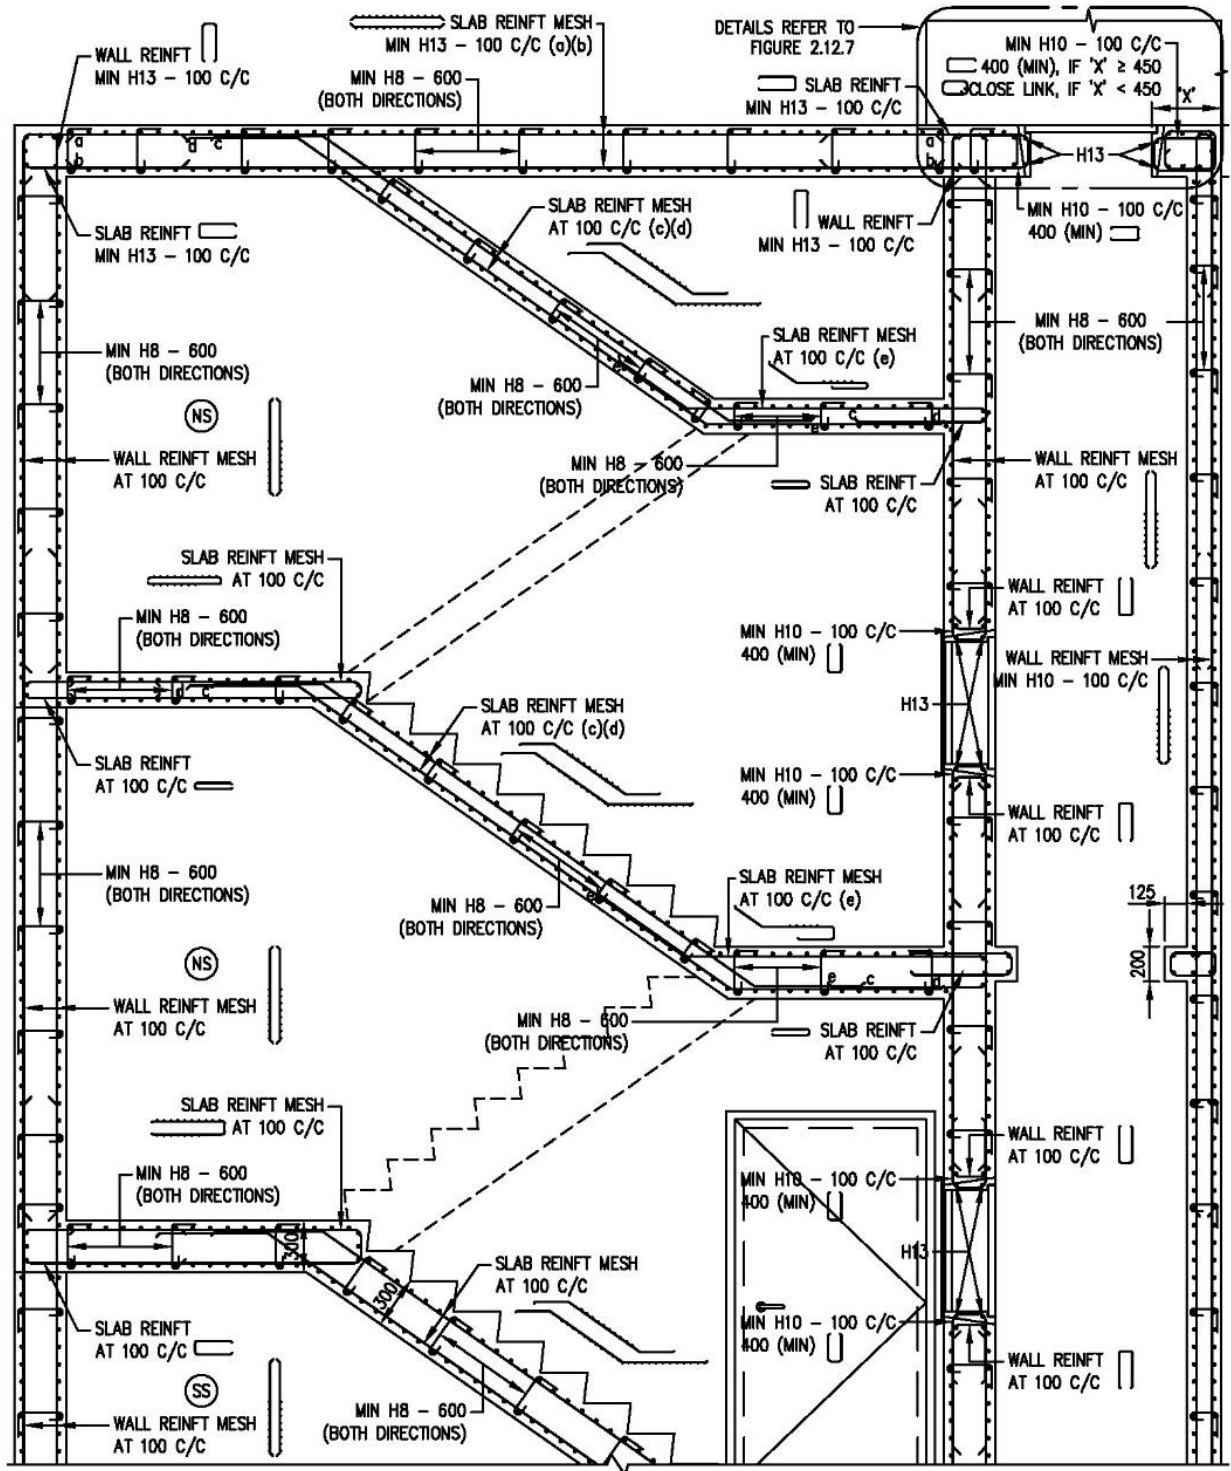 WALL REINFT
MIN H13 - 100 C/C
SLAB REINFT MESH
MIN H13 - 100 C/C (a)(b)
MIN H8 - 600
(BOTH DIRECTIONS)
DETAILS REFER TO
FIGURE 2.12.7
SLAB REINFT
MIN H13 - 100 C/C
MIN H10 - 100 C/C
400 (MIN), IF 'X' ≥ 450
CLOSE LINK, IF 'X' < 450
'X'
a
b
d
c
a
b
H13
SLAB REINFT
MIN H13 - 100 C/C
SLAB REINFT MESH
AT 100 C/C (c)(d)
WALL REINFT
MIN H13 - 100 C/C
MIN H10 - 100 C/C
400 (MIN)
MIN H8 - 600
(BOTH DIRECTIONS)
MIN H8 - 600
(BOTH DIRECTIONS)
SLAB REINFT MESH
AT 100 C/C (e)
MIN H8 - 600
(BOTH DIRECTIONS)
e
NS
c
d
e
WALL REINFT MESH
AT 100 C/C
MIN H8 - 600
(BOTH DIRECTIONS)
SLAB REINFT
AT 100 C/C
WALL REINFT MESH
AT 100 C/C
SLAB REINFT MESH
AT 100 C/C
MIN H8 - 600
(BOTH DIRECTIONS)
WALL REINFT
AT 100 C/C
MIN H10 - 100 C/C
400 (MIN)
WALL REINFT MESH
MIN H10 - 100 C/C
d
c
H13
SLAB REINFT MESH
AT 100 C/C (c)(d)
SLAB REINFT
AT 100 C/C
MIN H10 - 100 C/C
400 (MIN)
WALL REINFT
AT 100 C/C
MIN H8 - 600
(BOTH DIRECTIONS)
SLAB REINFT MESH
AT 100 C/C (e)
e
MIN H8 - 600
(BOTH DIRECTIONS)
125
200
NS
e
c
d
WALL REINFT MESH
AT 100 C/C
MIN H8 - 600
(BOTH DIRECTIONS)
SLAB REINFT
AT 100 C/C
SLAB REINFT MESH
AT 100 C/C
WALL REINFT
AT 100 C/C
MIN H8 - 600
(BOTH DIRECTIONS)
MIN H10 - 100 C/C
400 (MIN)
300
H13
SLAB REINFT MESH
AT 100 C/C
300
SLAB REINFT
AT 100 C/C
MIN H10 - 100 C/C
400 (MIN)
WALL REINFT
AT 100 C/C
SS
MIN H8 - 600
(BOTH DIRECTIONS)
WALL REINFT MESH
AT 100 C/C